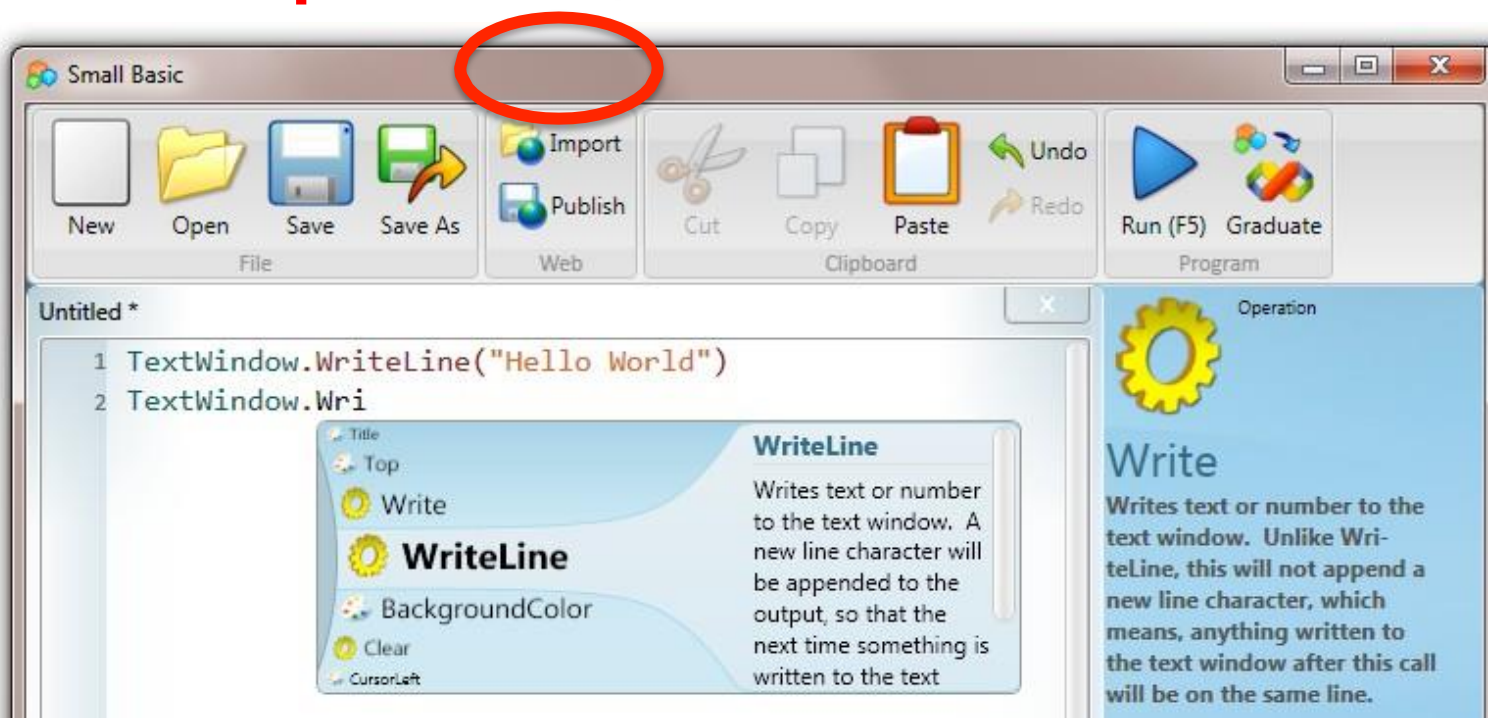 Small Basic
New
Open
Save
Save As
File
Import
Publish
Web
Cut
Copy
Paste
Undo
Redo
Clipboard
Run (F5)
Graduate
Program
Untitled *
1 TextWindow.WriteLine("Hello World")
2 TextWindow.Wri
Title
Top
Write
WriteLine
BackgroundColor
Clear
CursorLeft
WriteLine
Writes text or number
to the text window. A
new line character will
be appended to the
output, so that the
next time something is
written to the text
Operation
Write
Writes text or number to the
text window. Unlike Wri-
teLine, this will not append a
new line character, which
means, anything written to
the text window after this call
will be on the same line.